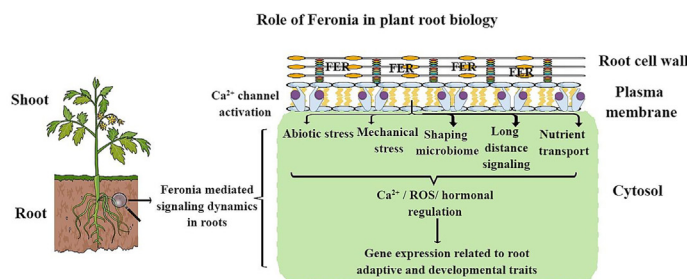 Role of Feronia in plant root biology
FER
FER
FER
FER
Root cell wall
Shoot
Ca²⁺ channel
activation
Plasma
membrane
Abiotic stress
Mechanical
stress
Shaping
microbiome
Long
distance
signaling
Nutrient
transport
Root
Feronia mediated
signaling dynamics
in roots
Ca²⁺ / ROS/ hormonal
regulation
Cytosol
Gene expression related to root
adaptive and developmental traits